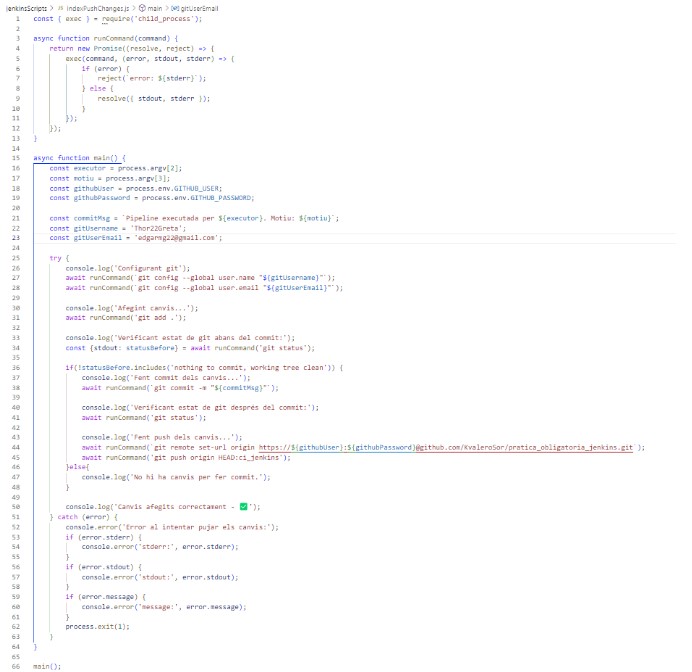 jenkinsScripts > JS indexPushChanges.js > main > gitUserEmail
1 const { exec } = require('child_process');
2
3 async function runCommand(command) {
4 return new Promise((resolve, reject) => {
5 exec(command, (error, stdout, stderr) => {
6 if (error) {
7 reject(`error: ${stderr}`);
8 } else {
9 resolve({ stdout, stderr });
10 }
11 });
12 });
13 }
14
15 async function main() {
16 const executor = process.argv[2];
17 const motiu = process.argv[3];
18 const githubUser = process.env.GITHUB_USER;
19 const githubPassword = process.env.GITHUB_PASSWORD;
20
21 const commitMsg = `Pipeline executada per ${executor}. Motiu: ${motiu}`;
22 const gitUsername = 'Thor22Greta';
23 const gitUserEmail = 'edgarmg22@gmail.com';
24
25 try {
26 console.log('Configurant git');
27 await runCommand(`git config --global user.name "${gitUsername}"`);
28 await runCommand(`git config --global user.email "${gitUserEmail}"`);
29
30 console.log('Afegint canvis...');
31 await runCommand('git add .');
32
33 console.log('Verificant estat de git abans del commit:');
34 const {stdout: statusBefore} = await runCommand('git status');
35
36 if(!statusBefore.includes('nothing to commit, working tree clean')) {
37 console.log('Fent commit dels canvis...');
38 await runCommand(`git commit -m "${commitMsg}"`);
39
40 console.log('Verificant estat de git després del commit:');
41 await runCommand('git status');
42
43 console.log('Fent push dels canvis...');
44 await runCommand(`git remote set-url origin https://${githubUser}:${githubPassword}@github.com/KvaleroSor/pratica_obligatoria_jenkins.git`);
45 await runCommand('git push origin HEAD:ci_jenkins');
46 }else{
47 console.log('No hi ha canvis per fer commit.');
48 }
49
50 console.log('Canvis afegits correctament - ✅');
51 } catch (error) {
52 console.error('Error al intentar pujar els canvis:');
53 if (error.stderr) {
54 console.error('stderr:', error.stderr);
55 }
56 if (error.stdout) {
57 console.error('stdout:', error.stdout);
58 }
59 if (error.message) {
60 console.error('message:', error.message);
61 }
62 process.exit(1);
63 }
64 }
65
66 main();